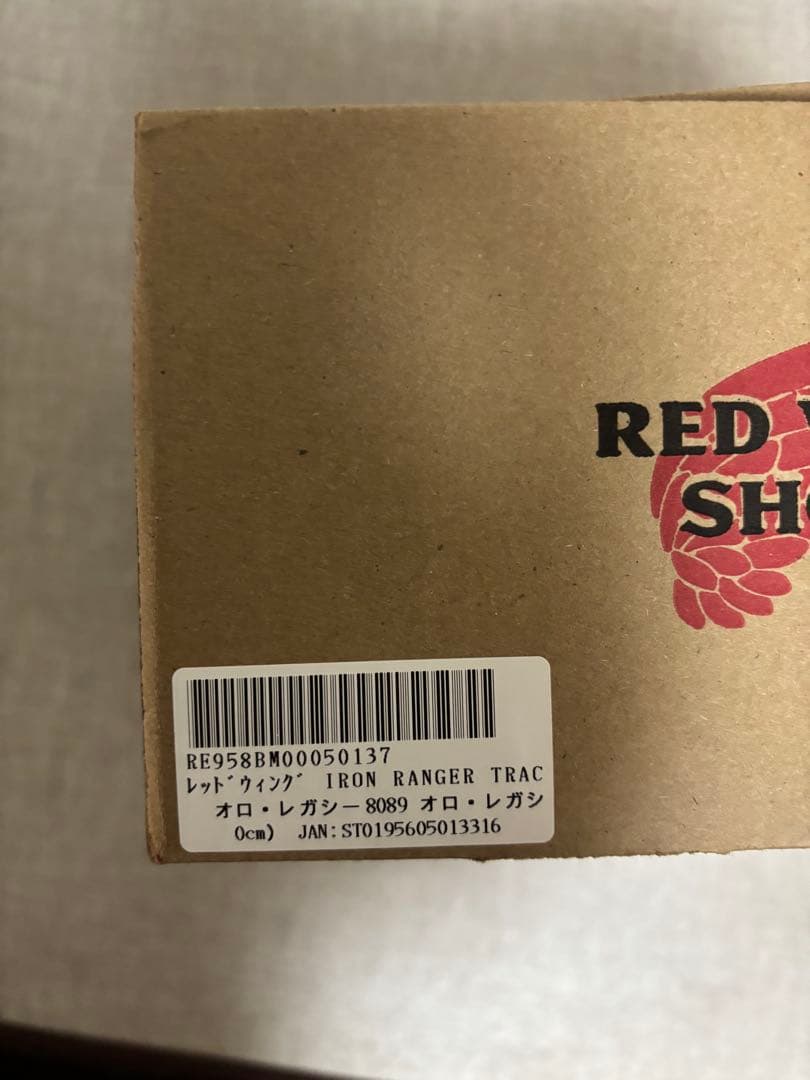 RED
SHO
RE958BM00050137
ﾚｯﾄﾞｳｨﾝｸﾞ IRON RANGER TRAC
オロ・レガシー8089 オロ・レガシ
0cm) JAN:ST0195605013316